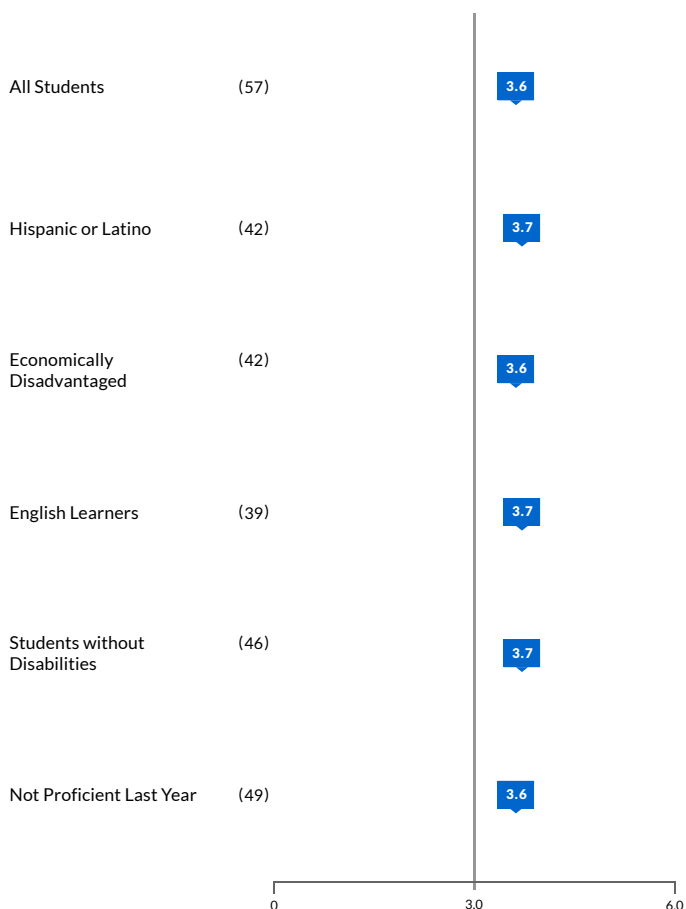 All Students (57) 3.6
Hispanic or Latino (42) 3.7
Economically (42) 3.6
Disadvantaged
English Learners (39) 3.7
Students without (46) 3.7
Disabilities
Not Proficient Last Year (49) 3.6
0 3.0 6.0